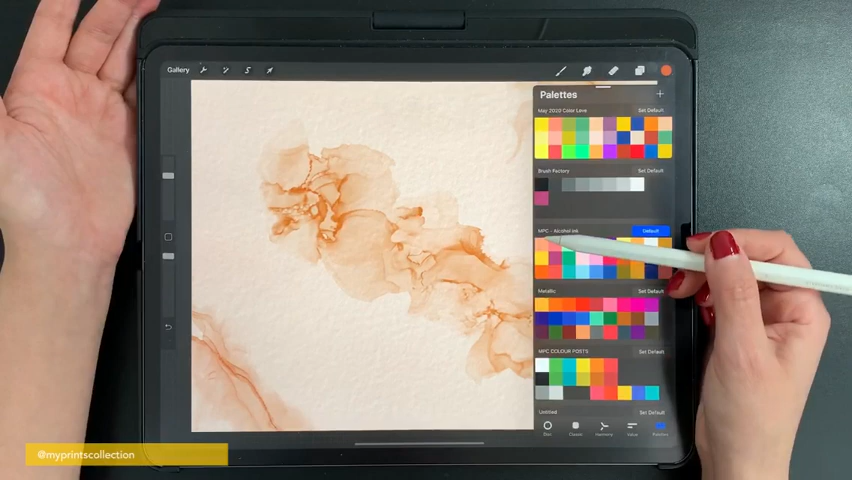 Gallery
Palettes
May 2020 Color Love
Set Default
Brush Factory
Set Default
MPC - Alcohol Ink
Default
Metallic
Set Default
MPC COLOUR POSTS
Set Default
Untitled
Set Default
Disc
Classic
Harmony
Value
Palettes
@myprintscollection